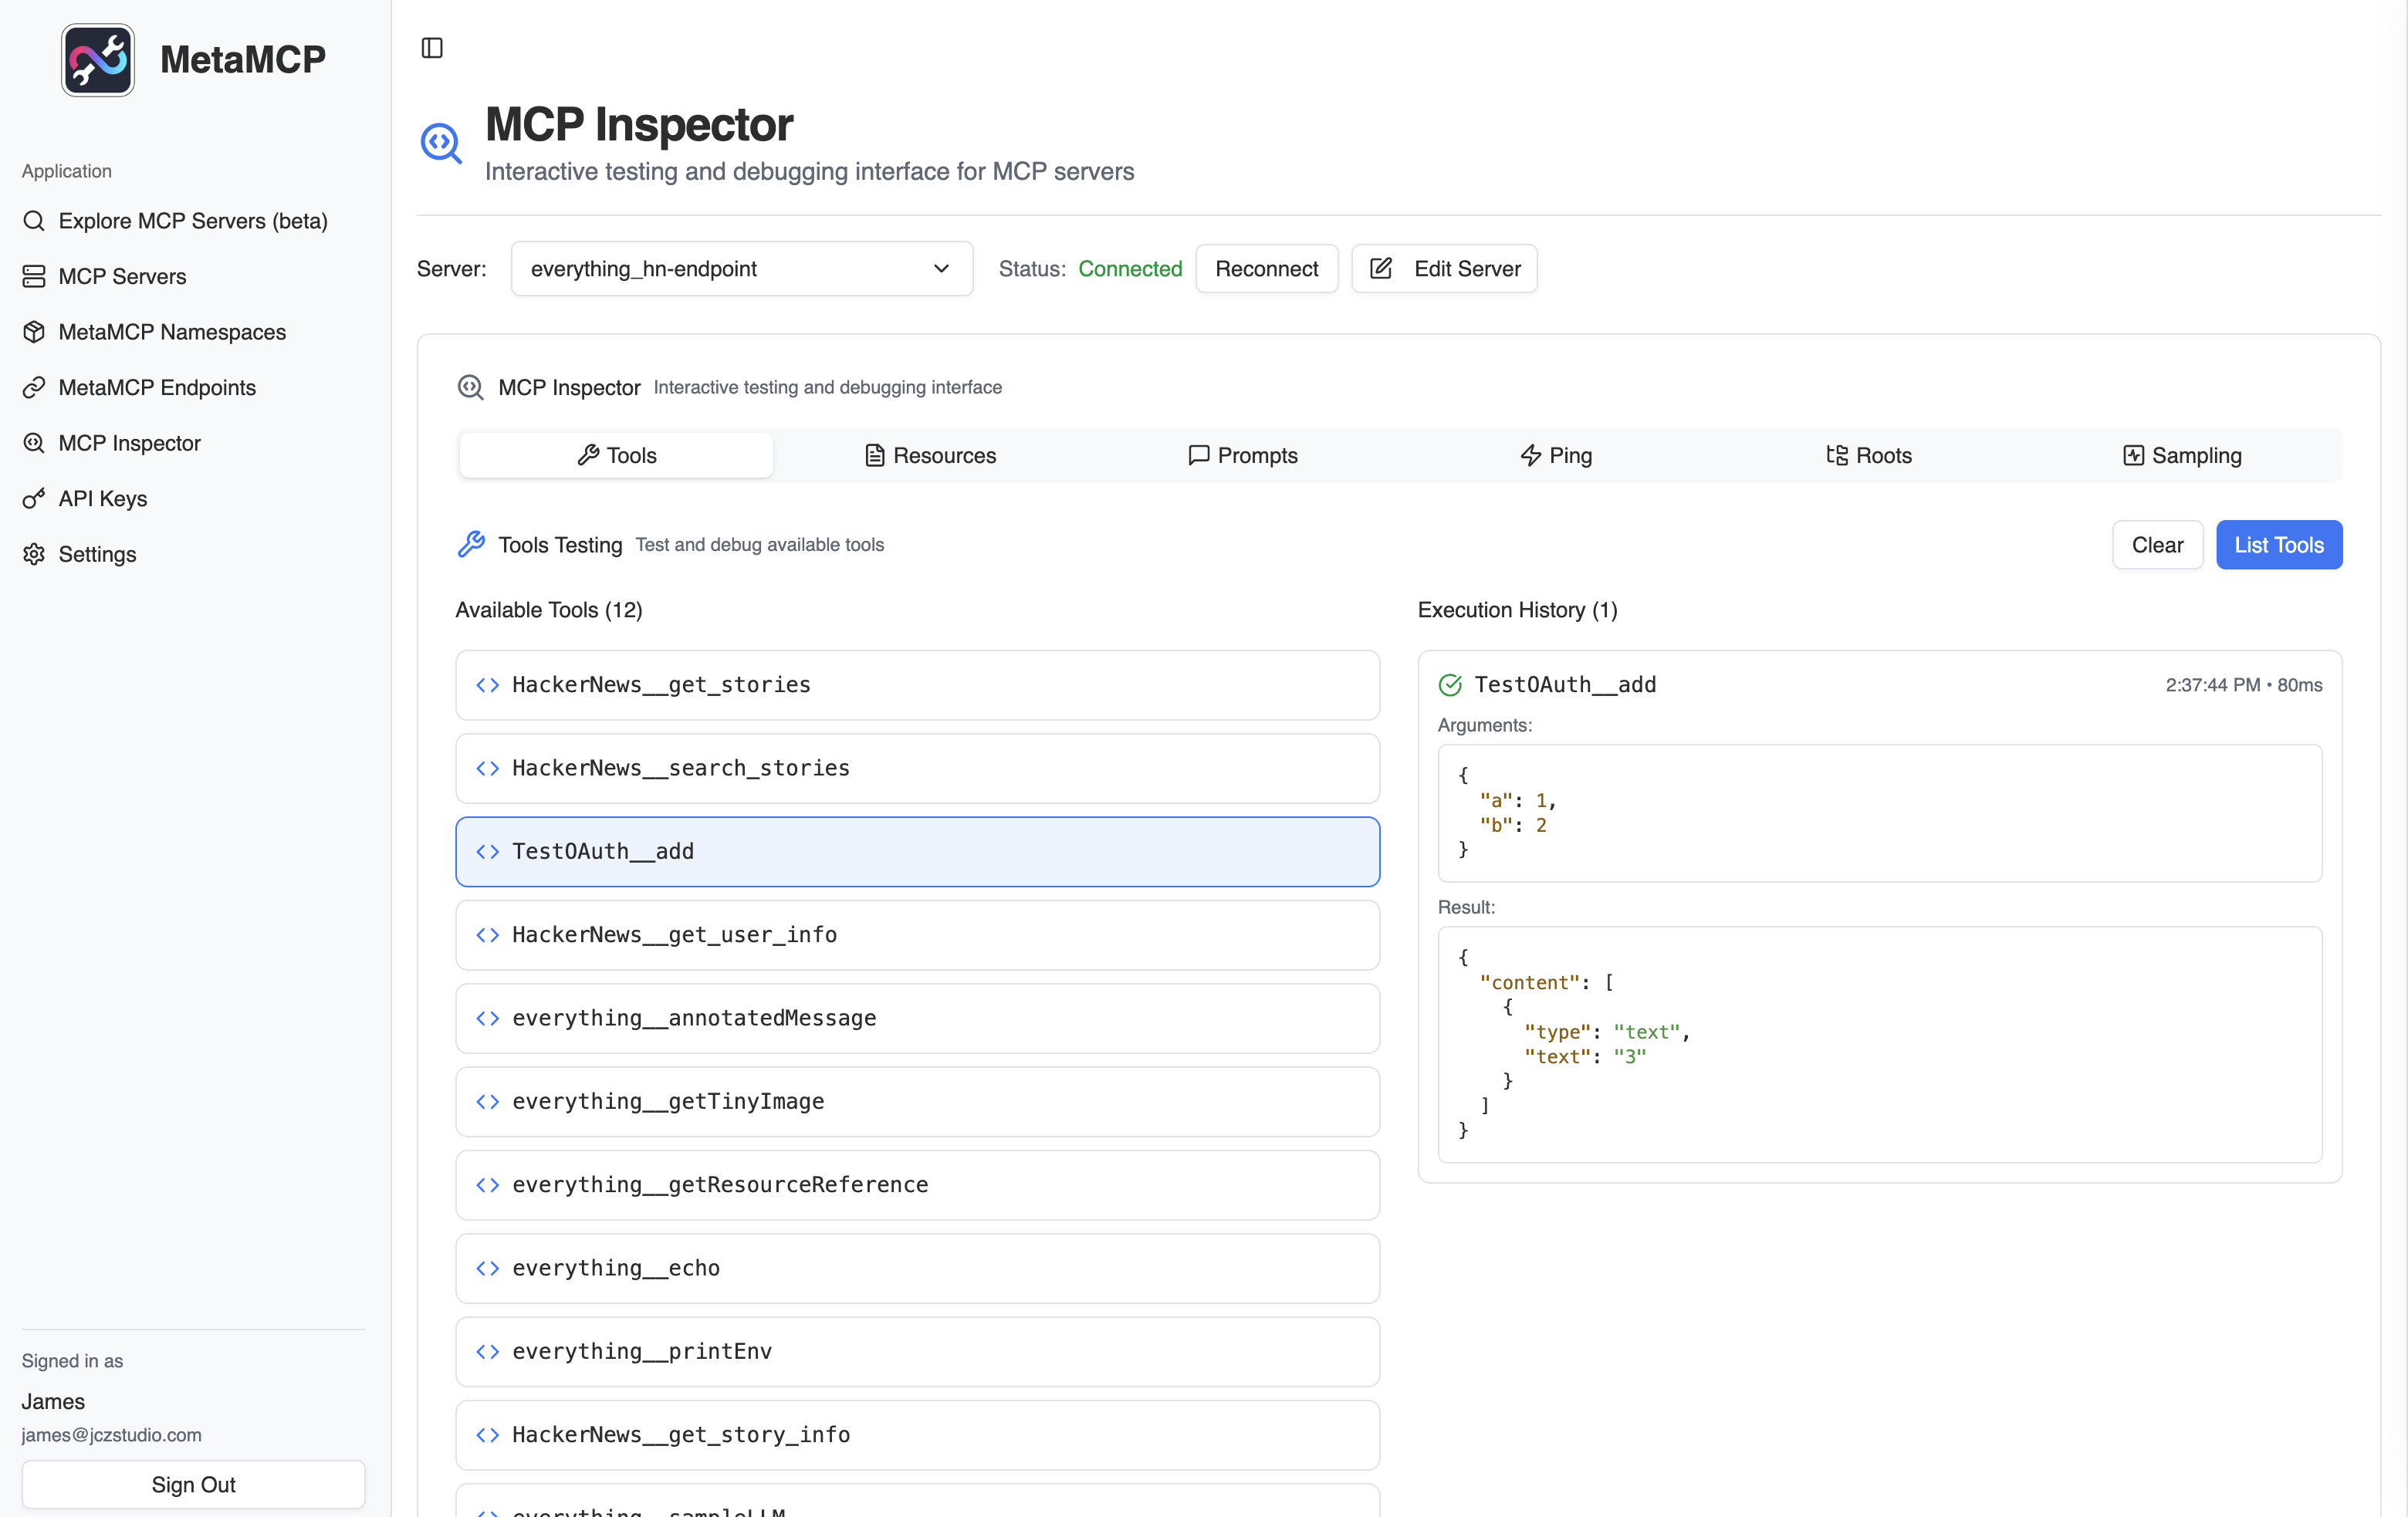 MetaMCP
Application
Explore MCP Servers (beta)
MCP Servers
MetaMCP Namespaces
MetaMCP Endpoints
MCP Inspector
API Keys
Settings
Signed in as
James
james@jczstudio.com
Sign Out
MCP Inspector
Interactive testing and debugging interface for MCP servers
Server: everything_hn-endpoint Status: Connected Reconnect Edit Server
MCP Inspector Interactive testing and debugging interface
Tools Resources Prompts Ping Roots Sampling
Tools Testing Test and debug available tools Clear List Tools
Available Tools (12)
HackerNews__get_stories
HackerNews__search_stories
TestOAuth__add
HackerNews__get_user_info
everything__annotatedMessage
everything__getTinyImage
everything__getResourceReference
everything__echo
everything__printEnv
HackerNews__get_story_info
everything__sampleLLM
Execution History (1)
TestOAuth__add 2:37:44 PM • 80ms
Arguments:
{
  "a": 1,
  "b": 2
}
Result:
{
  "content": [
    {
      "type": "text",
      "text": "3"
    }
  ]
}